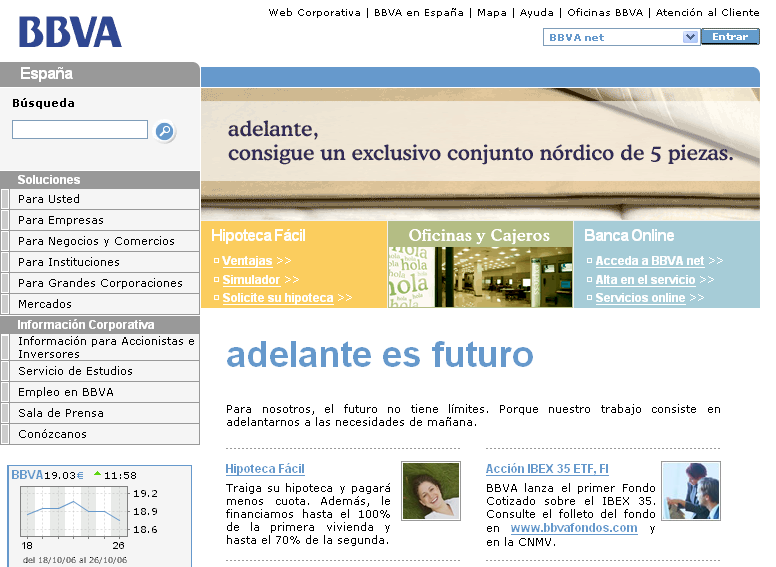 Web Corporativa | BBVA en España | Mapa | Ayuda | Oficinas BBVA | Atención al Cliente
BBVA
BBVA net
Entrar
España
Búsqueda
adelante,
consigue un exclusivo conjunto nórdico de 5 piezas.
Soluciones
Para Usted
Para Empresas
Para Negocios y Comercios
Para Instituciones
Para Grandes Corporaciones
Mercados
Información Corporativa
Información para Accionistas e
Inversores
Servicio de Estudios
Empleo en BBVA
Sala de Prensa
Conózcanos
Hipoteca Fácil
Ventajas >>
Simulador >>
Solicite su hipoteca >>
Oficinas y Cajeros
hola
hola
hola
hola
Banca Online
Acceda a BBVA net >>
Alta en el servicio >>
Servicios online >>
adelante es futuro
Para nosotros, el futuro no tiene límites. Porque nuestro trabajo consiste en
adelantarnos a las necesidades de mañana.
Hipoteca Fácil
Traiga su hipoteca y pagará
menos cuota. Además, le
financiamos hasta el 100%
de la primera vivienda y
hasta el 70% de la segunda.
Acción IBEX 35 ETF, FI
BBVA lanza el primer Fondo
Cotizado sobre el IBEX 35.
Consulte el folleto del fondo
en www.bbvafondos.com y
en la CNMV.
BBVA 19.03€ 11:58
19.2
18.9
18.6
18 26
del 18/10/06 al 26/10/06